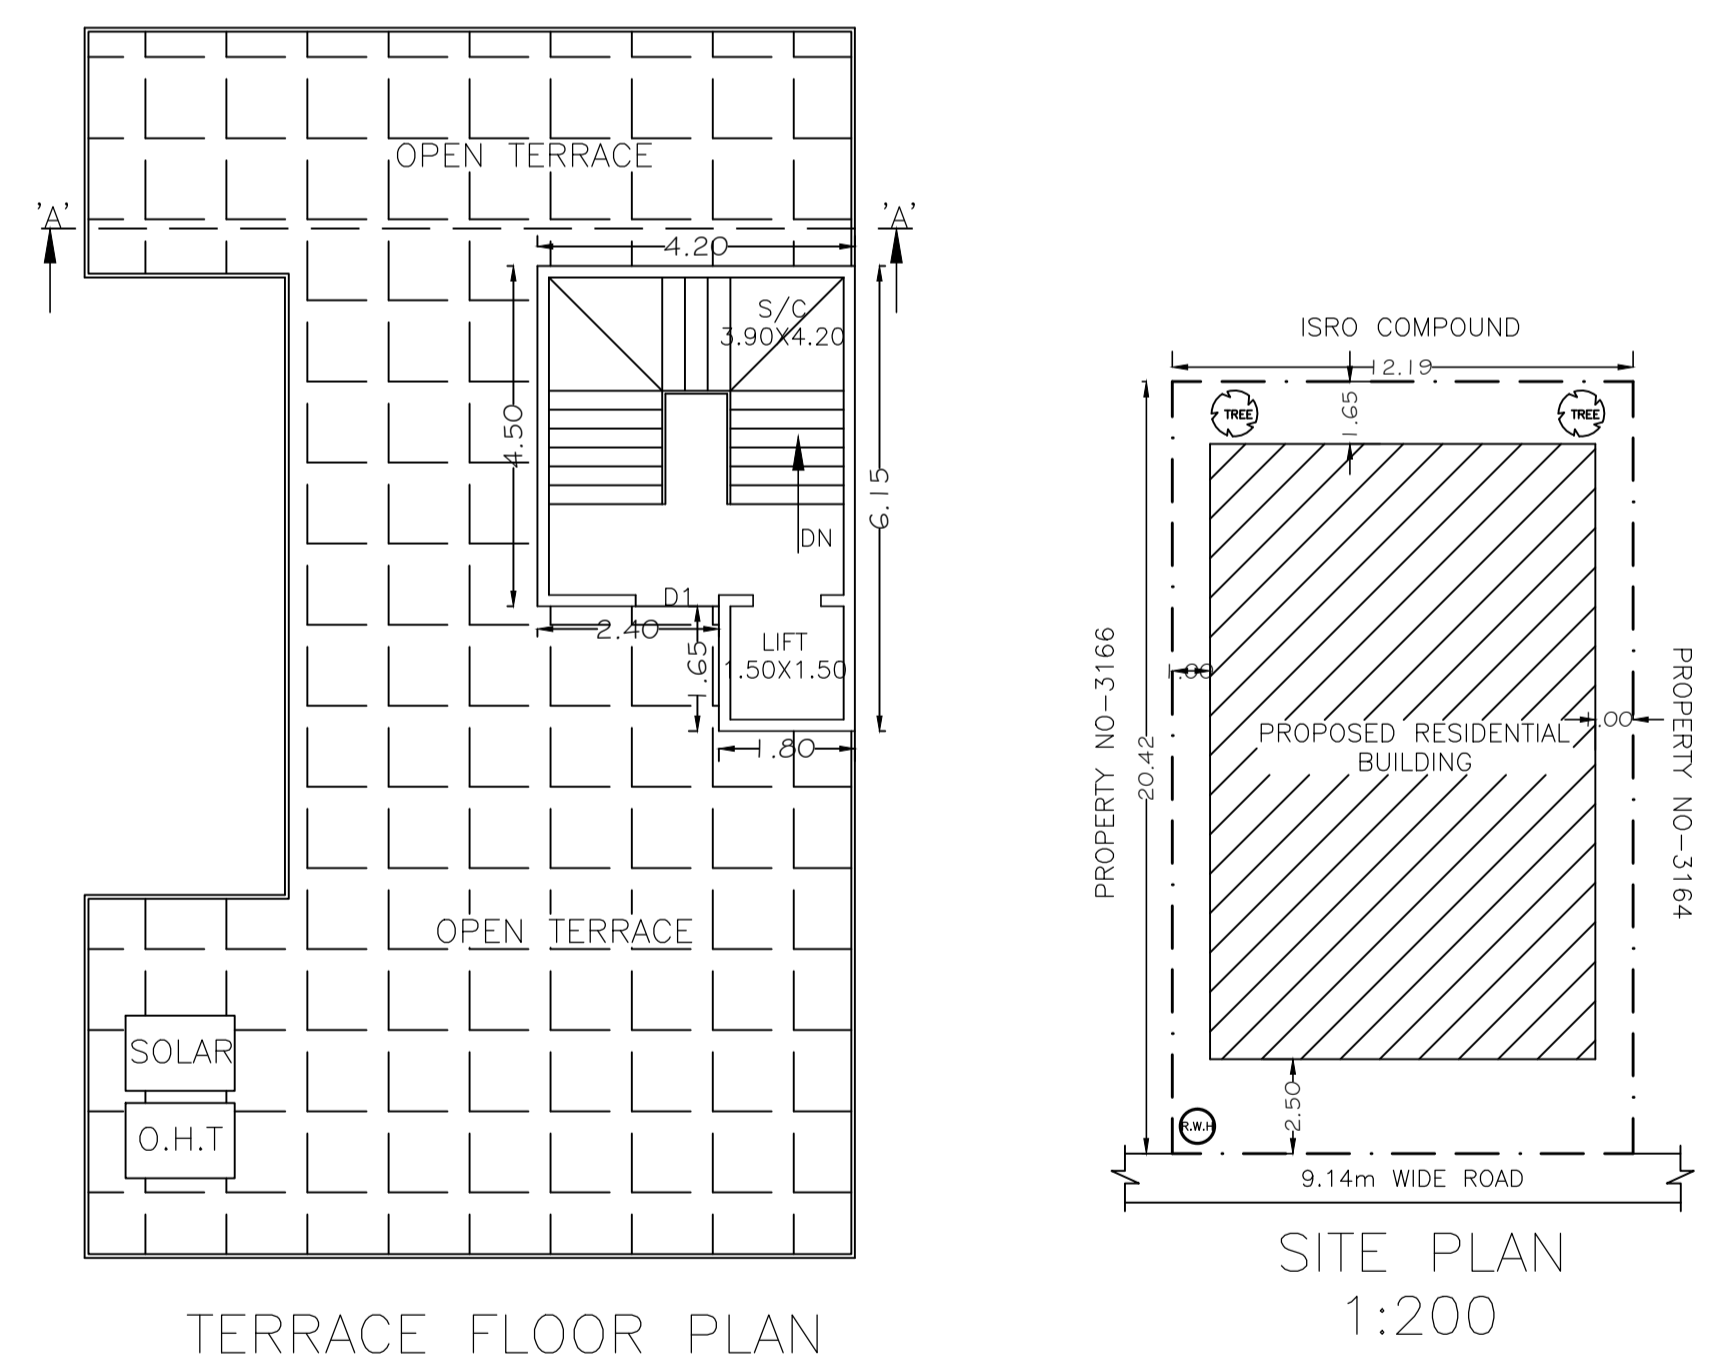 OPEN TERRACE
'A'
'A'
4.20
S/C
3.90X4.20
4.50
6.15
DN
D1
2.40
1.65
LIFT
1.50X1.50
1.80
OPEN TERRACE
SOLAR
O.H.T
TERRACE FLOOR PLAN
ISRO COMPOUND
12.19
TREE
TREE
1.65
PROPERTY NO-3166
20.42
1.00
PROPOSED RESIDENTIAL
BUILDING
1.00
PROPERTY NO-3164
2.50
R.W.H
9.14m WIDE ROAD
SITE PLAN
1:200